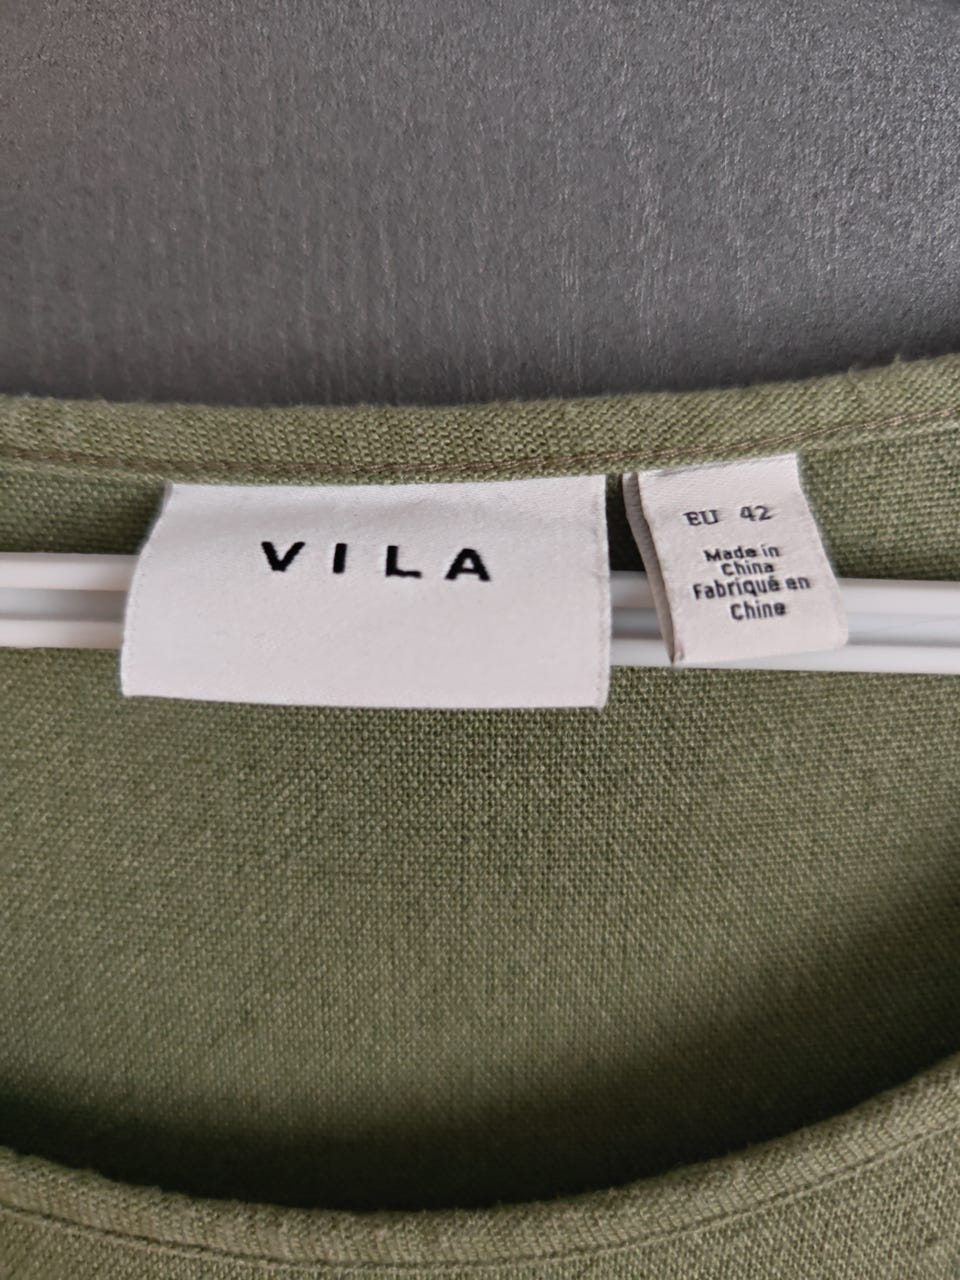 VILA
EU 42
Made in
China
Fabriqué en
Chine